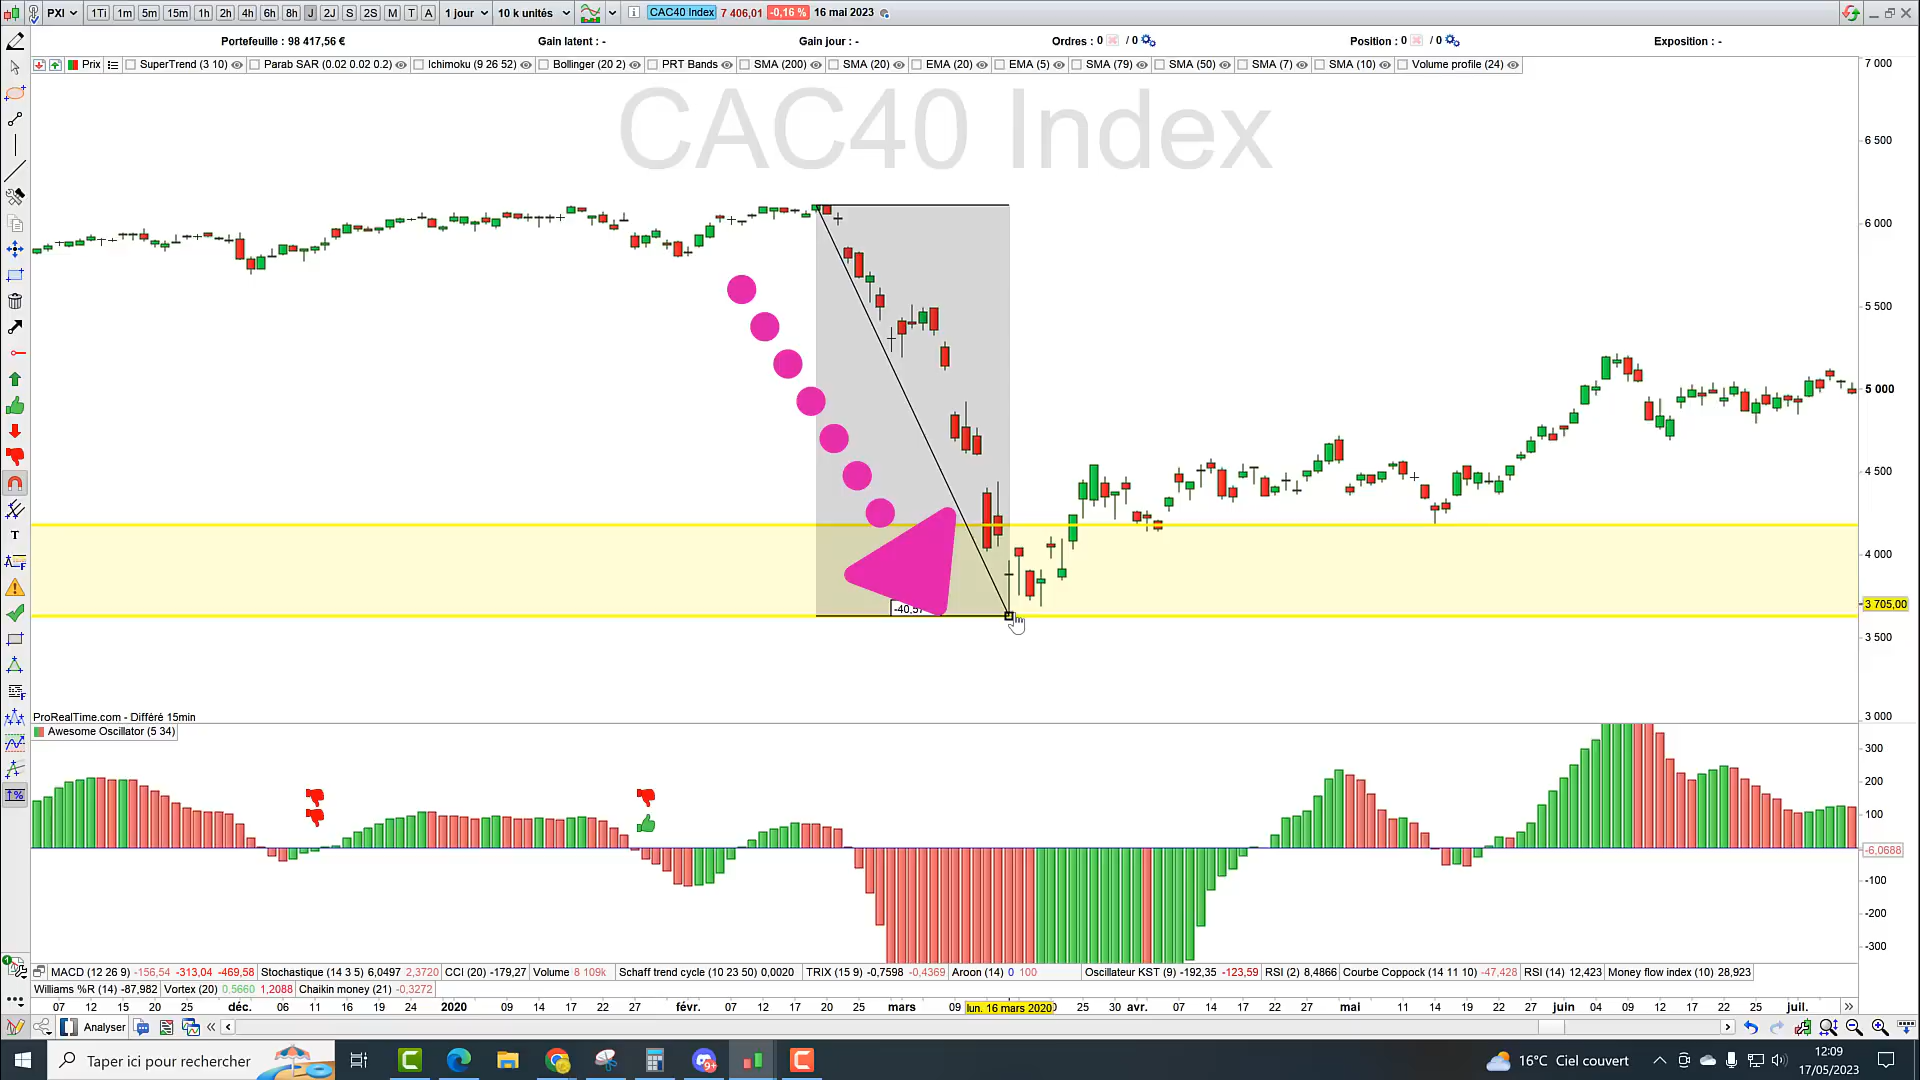 PXI 1Ti 1m 5m 15m 1h 2h 4h 6h 8h J 2J S 2S M T A 1 jour 10 k unités CAC40 Index 7 406,01 -0,16 % 16 mai 2023
Portefeuille : 98 417,56 € Gain latent : - Gain jour : - Ordres : 0 / 0 Position : 0 / 0 Exposition : -
Prix SuperTrend (3 10) Parab SAR (0.02 0.02 0.2) Ichimoku (9 26 52) Bollinger (20 2) PRT Bands SMA (200) SMA (20) EMA (20) EMA (5) SMA (79) SMA (50) SMA (7) SMA (10) Volume profile (24)
CAC40 Index
7 000
6 500
6 000
5 500
5 000
4 500
4 000
3 705,00
3 500
3 000
-40,57
ProRealTime.com - Différé 15min
Awesome Oscillator (5 34)
300
200
100
-6,0688
-100
-200
-300
MACD (12 26 9) -156,54 -313,04 -469,58 Stochastique (14 3 5) 6,0497 2,3720 CCI (20) -179,27 Volume 8 109k Schaff trend cycle (10 23 50) 0,0020 TRIX (15 9) -0,7598 -0,4369 Aroon (14) 0 100 Oscillateur KST (9) -192,35 -123,59 RSI (2) 8,4866 Courbe Coppock (14 11 10) -47,428 RSI (14) 12,423 Money flow index (10) 28,923
Williams %R (14) -87,982 Vortex (20) 0,5660 1,2088 Chaikin money (21) -0,3272
07 12 15 20 25 déc. 06 11 16 19 24 2020 09 14 17 22 27 févr. 07 12 17 20 25 mars 09 lun. 16 mars 2020 25 30 avr. 07 14 17 22 27 mai 11 14 19 22 27 juin 04 09 12 17 22 25 juil.
Analyser
Taper ici pour rechercher
16°C Ciel couvert
12:09
17/05/2023